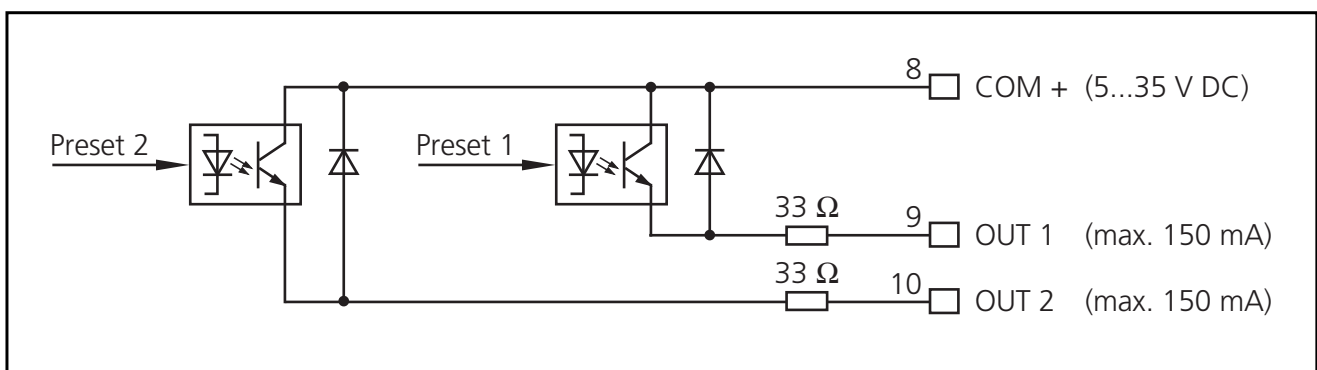 8 COM + (5...35 V DC)
Preset 2
Preset 1
33 Ω 9 OUT 1 (max. 150 mA)
33 Ω 10 OUT 2 (max. 150 mA)